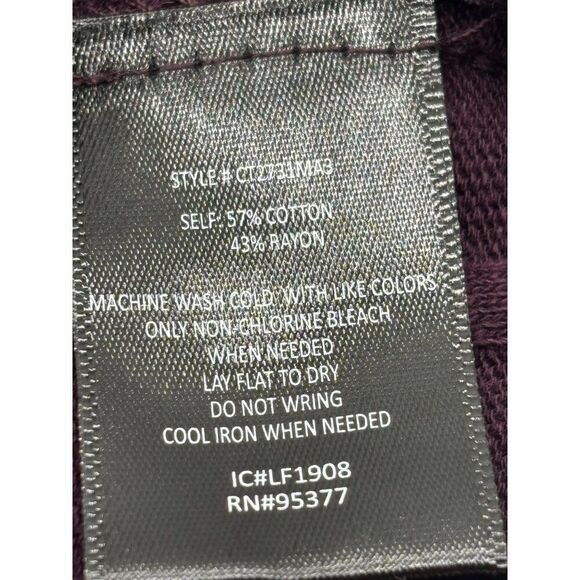 STYLE # CT2731MA3
SELF: 57% COTTON
43% RAYON
MACHINE WASH COLD WITH LIKE COLORS
ONLY NON-CHLORINE BLEACH
WHEN NEEDED
LAY FLAT TO DRY
DO NOT WRING
COOL IRON WHEN NEEDED
IC#LF1908
RN#95377